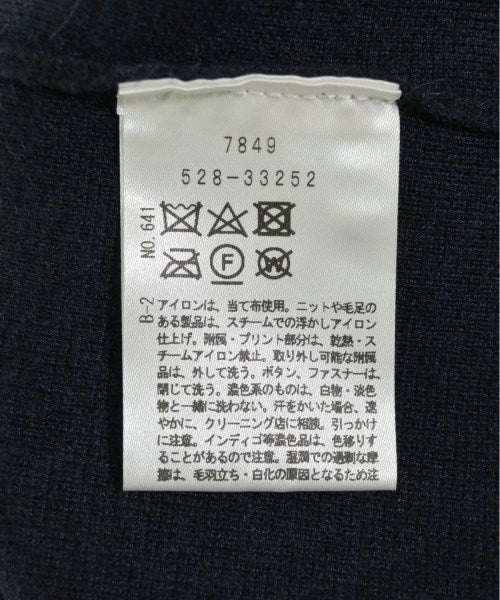 7849
528-33252
NO.641
F
W
B-2
アイロンは、当て布使用。ニットや毛足の
ある製品は、スチームでの浮かしアイロン
仕上げ。附属・プリント部分は、乾熱・ス
チームアイロン禁止。取り外し可能な附属
品は、外して洗う。ボタン、ファスナーは、
閉じて洗う。濃色系のものは、白物・淡色
物と一緒に洗わない。汗をかいた場合、速
やかに、クリーニング店に相談。引っかけ
に注意。インディゴ等濃色品は、色移りす
ることがあるので注意。湿潤での過剰な摩
擦は、毛羽立ち・白化の原因となるため注